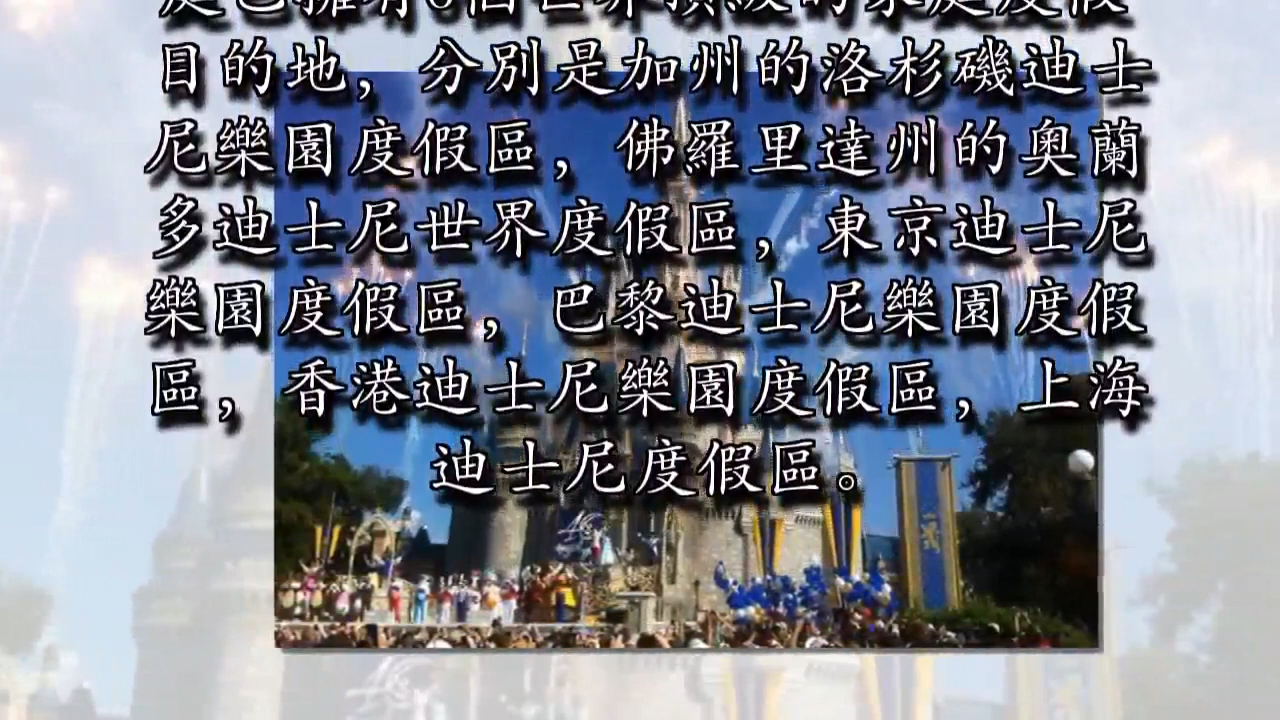 度假
目的地，分別是加州的洛杉磯迪士
尼樂園度假區，佛羅里達州的奧蘭
多迪士尼世界度假區，東京迪士尼
樂園度假區，巴黎迪士尼樂園度假
區，香港迪士尼樂園度假區，上海
迪士尼度假區。